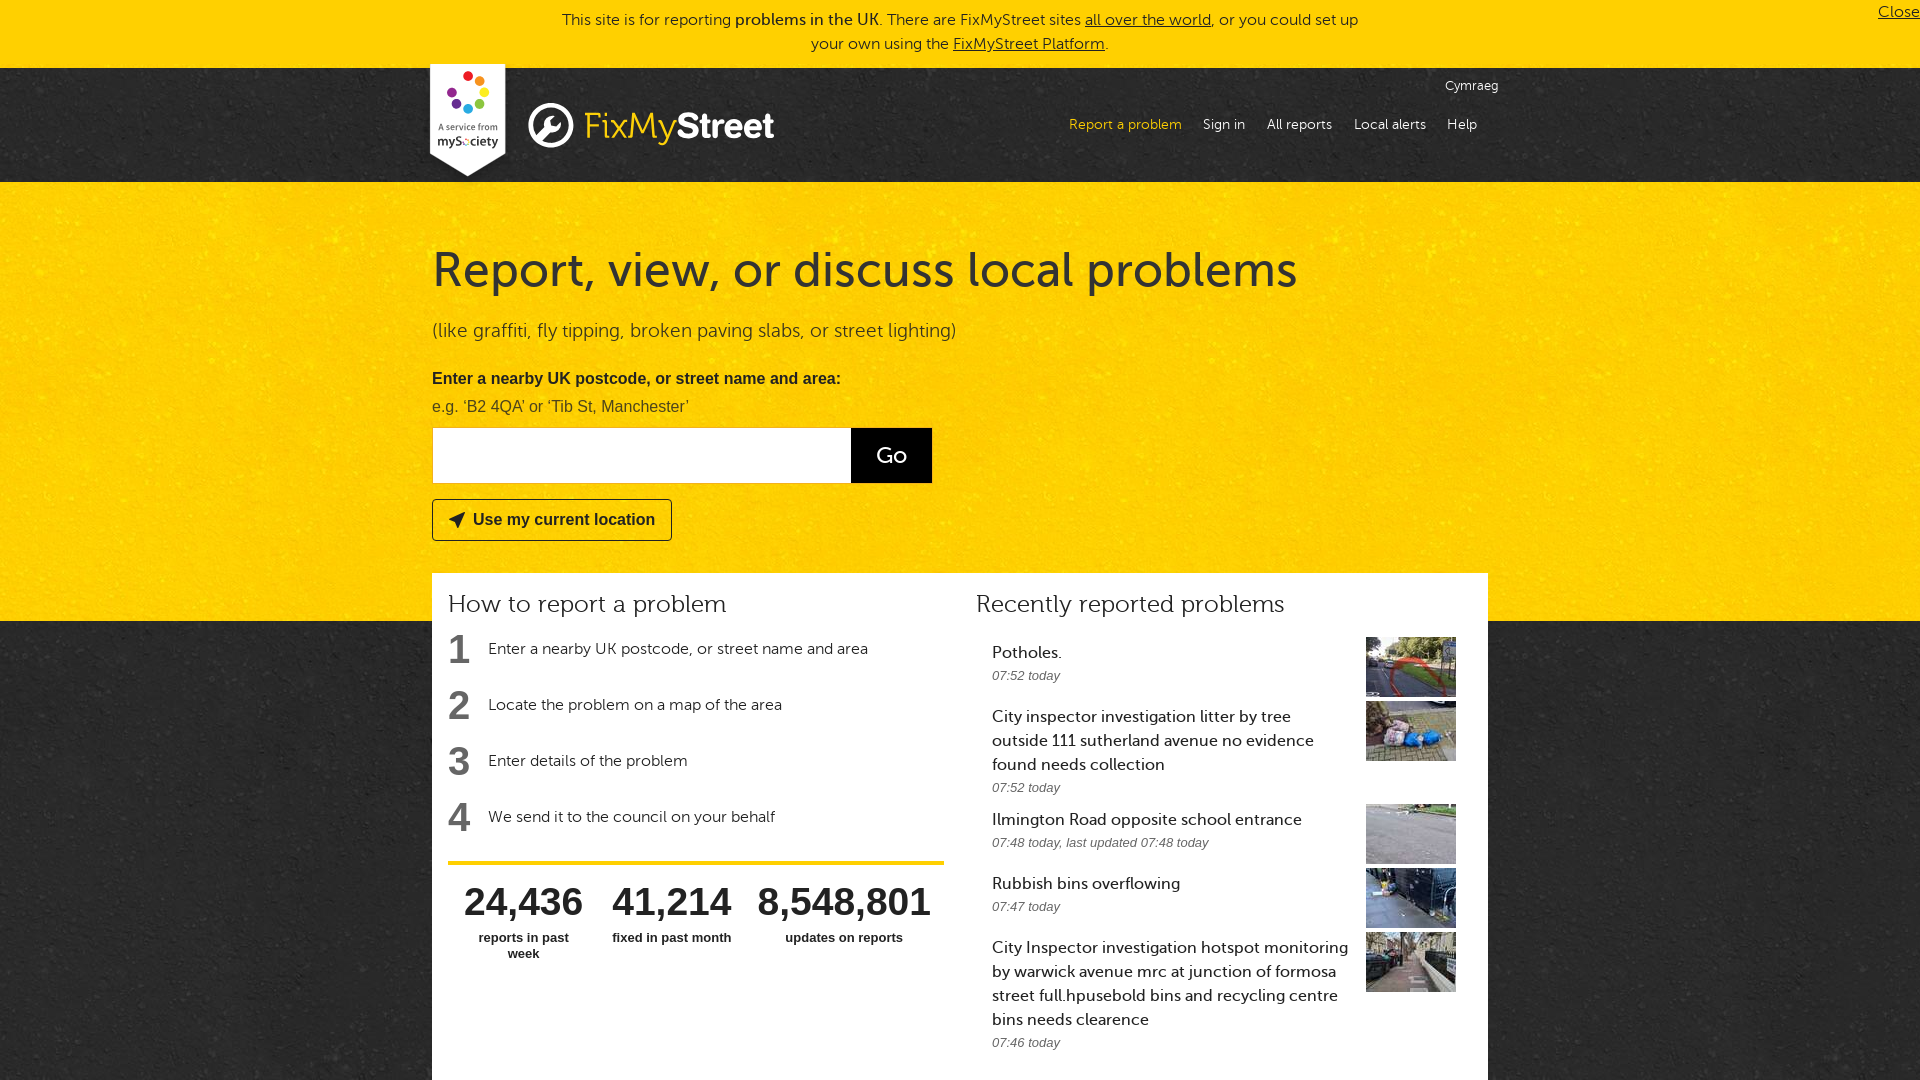 This site is for reporting problems in the UK. There are FixMyStreet sites all over the world, or you could set up
your own using the FixMyStreet Platform.
Close
A service from
mySociety
FixMyStreet
Cymraeg
Report a problem
Sign in
All reports
Local alerts
Help
Report, view, or discuss local problems
(like graffiti, fly tipping, broken paving slabs, or street lighting)
Enter a nearby UK postcode, or street name and area:
e.g. ‘B2 4QA’ or ‘Tib St, Manchester’
Go
Use my current location
How to report a problem
1 Enter a nearby UK postcode, or street name and area
2 Locate the problem on a map of the area
3 Enter details of the problem
4 We send it to the council on your behalf
24,436
reports in past
week
41,214
fixed in past month
8,548,801
updates on reports
Recently reported problems
Potholes.
07:52 today
City inspector investigation litter by tree
outside 111 sutherland avenue no evidence
found needs collection
07:52 today
Ilmington Road opposite school entrance
07:48 today, last updated 07:48 today
Rubbish bins overflowing
07:47 today
City Inspector investigation hotspot monitoring
by warwick avenue mrc at junction of formosa
street full.hpusebold bins and recycling centre
bins needs clearence
07:46 today